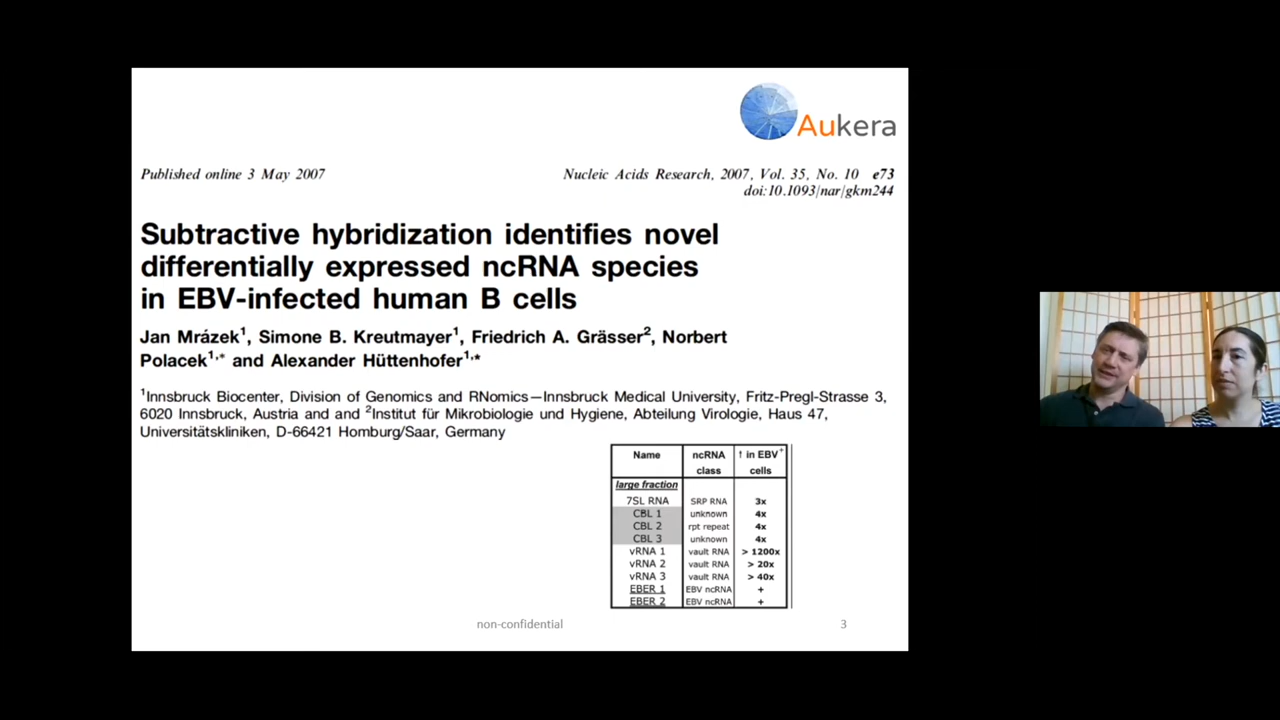 Aukera
Published online 3 May 2007
Nucleic Acids Research, 2007, Vol. 35, No. 10 e73
doi:10.1093/nar/gkm244
Subtractive hybridization identifies novel
differentially expressed ncRNA species
in EBV-infected human B cells
Jan Mrázek1, Simone B. Kreutmayer1, Friedrich A. Grässer2, Norbert
Polacek1,* and Alexander Hüttenhofer1,*
1Innsbruck Biocenter, Division of Genomics and RNomics—Innsbruck Medical University, Fritz-Pregl-Strasse 3,
6020 Innsbruck, Austria and and 2Institut für Mikrobiologie und Hygiene, Abteilung Virologie, Haus 47,
Universitätskliniken, D-66421 Homburg/Saar, Germany
Name ncRNA class ↑ in EBV+ cells
large fraction
7SL RNA SRP RNA 3x
CBL 1 unknown 4x
CBL 2 rpt repeat 4x
CBL 3 unknown 4x
vRNA 1 vault RNA > 1200x
vRNA 2 vault RNA > 20x
vRNA 3 vault RNA > 40x
EBER 1 EBV ncRNA +
EBER 2 EBV ncRNA +
non-confidential
3